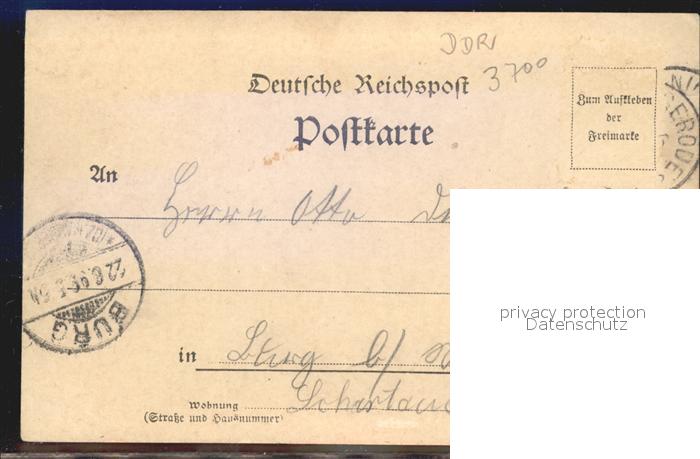 DDR
3700
Deutsche Reichspost
Postkarte
Zum Aufkleben
der
Freimarke
An
Herrn Otto
privacy protection
Datenschutz
BURG
in Burg b/
Wohnung
(Straße und Hausnummer)